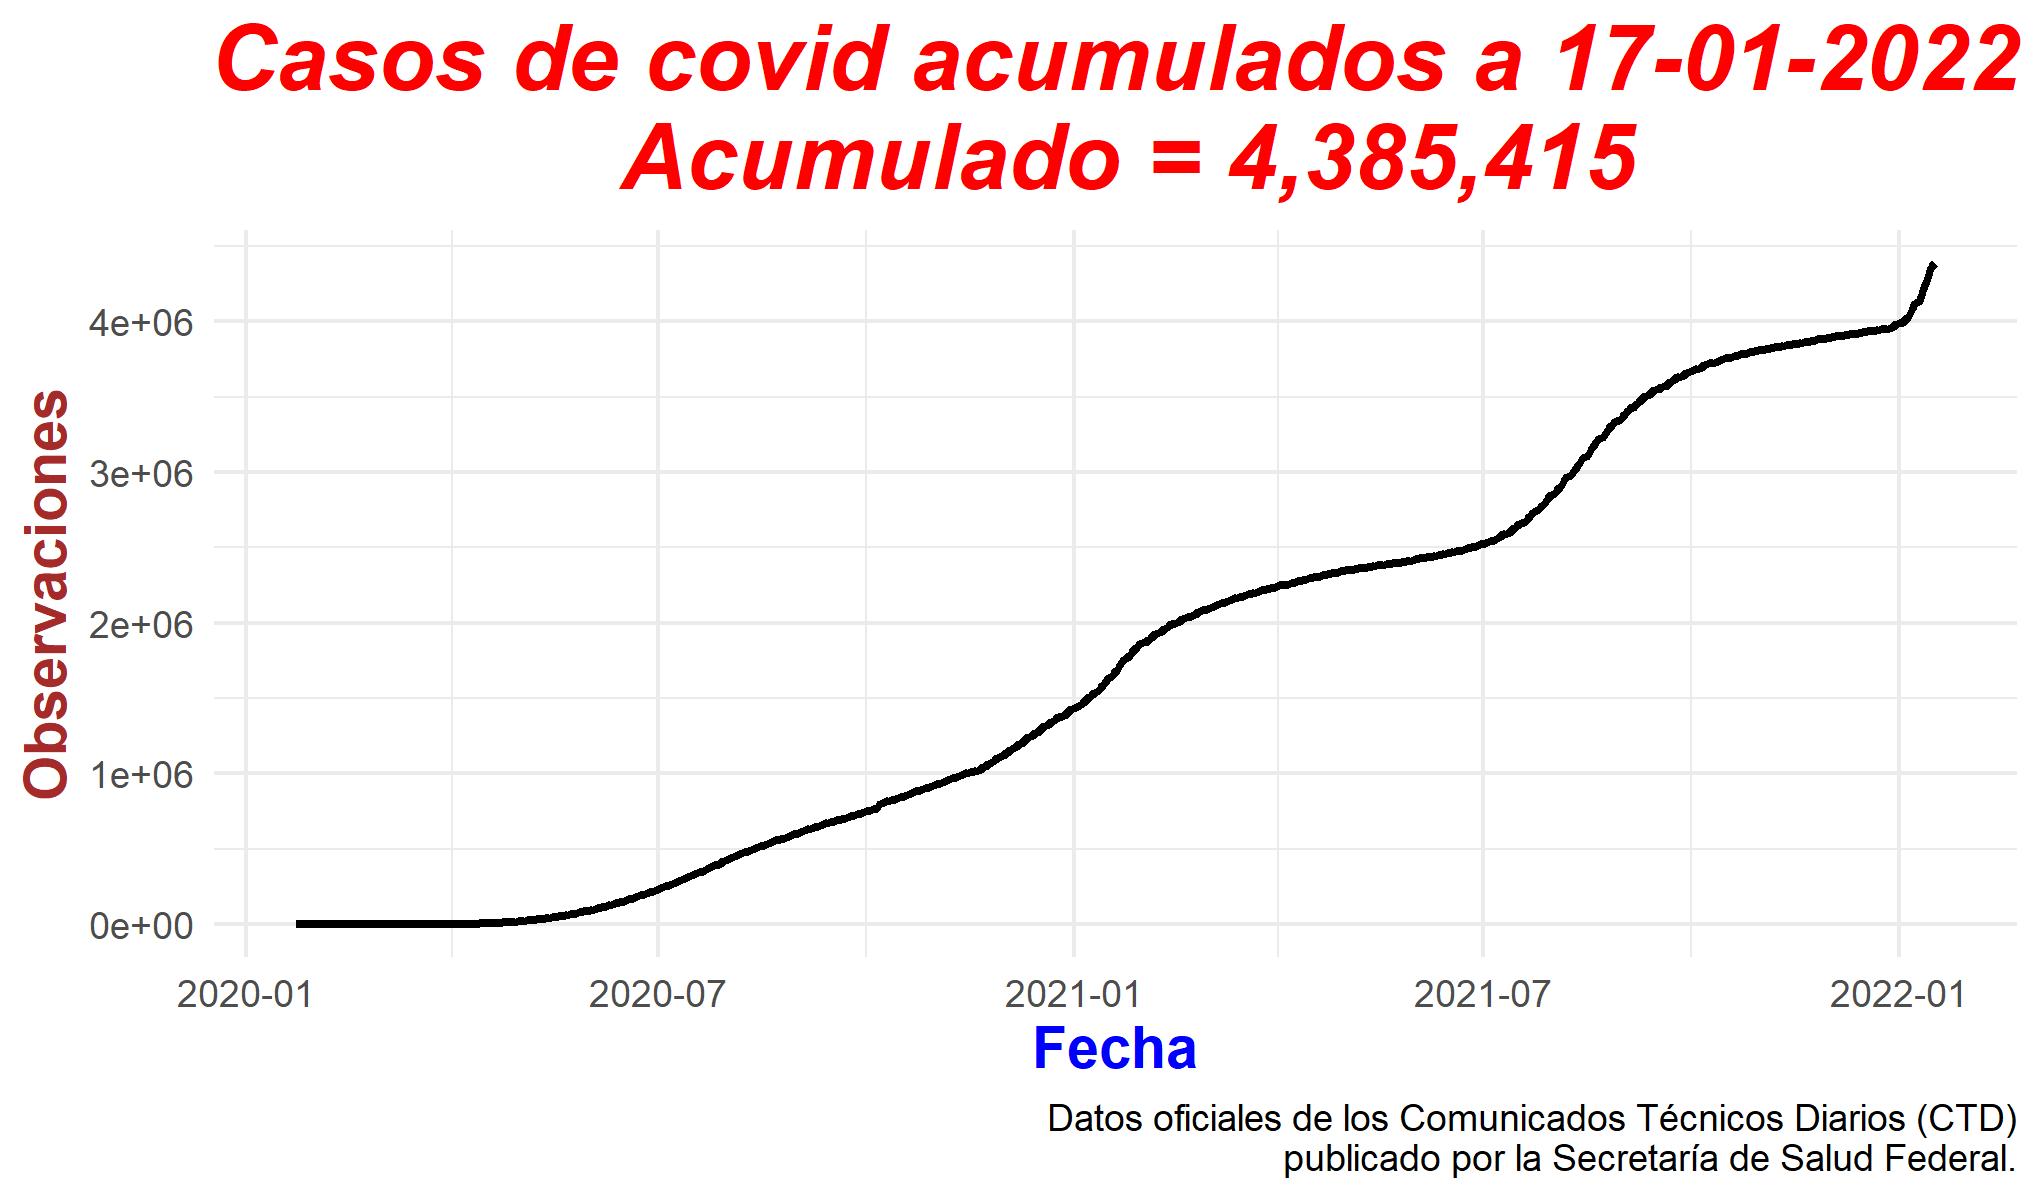 Casos de covid acumulados a 17-01-2022
Acumulado = 4,385,415
Observaciones
4e+06
3e+06
2e+06
1e+06
0e+00
2020-01
2020-07
2021-01
2021-07
2022-01
Fecha
Datos oficiales de los Comunicados Técnicos Diarios (CTD)
publicado por la Secretaría de Salud Federal.